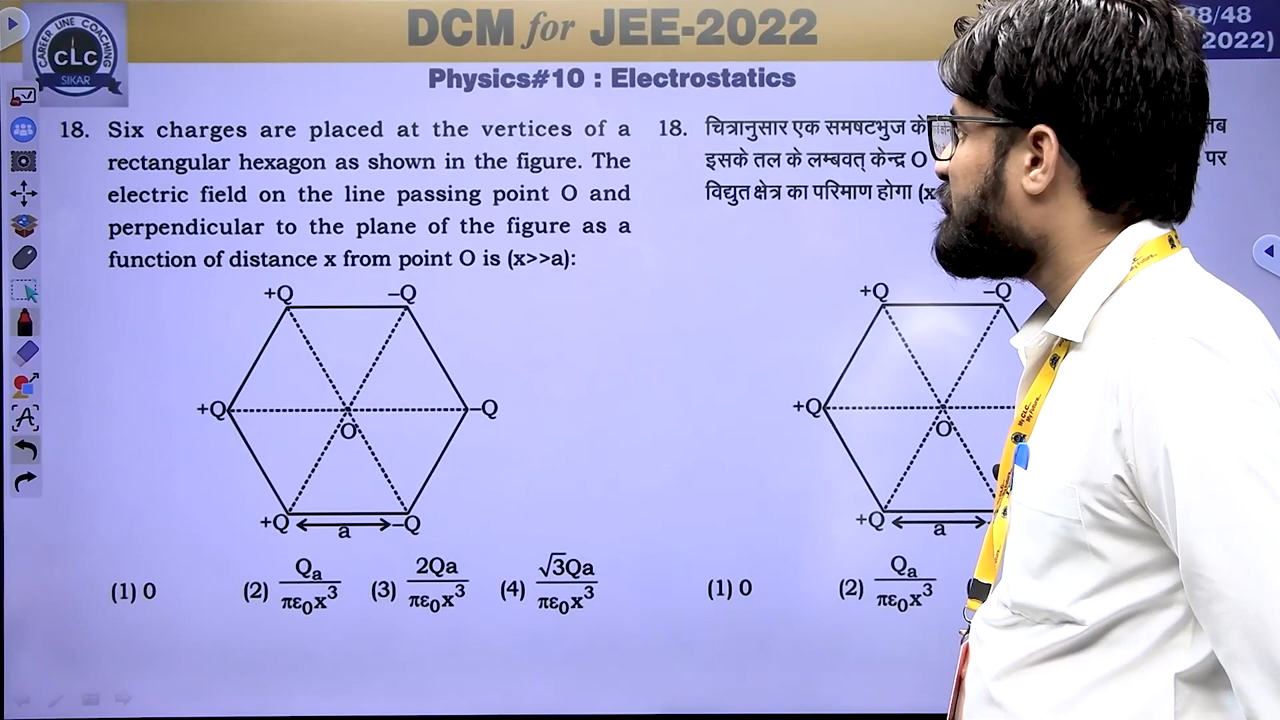 CAREER LINE COACHING
CLC
SIKAR
DCM for JEE-2022
28/48
2022)
Physics#10 : Electrostatics
18. Six charges are placed at the vertices of a
rectangular hexagon as shown in the figure. The
electric field on the line passing point O and
perpendicular to the plane of the figure as a
function of distance x from point O is (x>>a):
+Q –Q
+Q –Q
O
+Q –Q
a
(1) 0 (2) Qa/πε₀x³ (3) 2Qa/πε₀x³ (4) √3Qa/πε₀x³
18. चित्रानुसार एक समषटभुज के
इसके तल के लम्बवत् केन्द्र O पर
विद्युत क्षेत्र का परिमाण होगा (x
+Q –Q
+Q
O
+Q
a
(1) 0 (2) Qa/πε₀x³
My CLC..
My Future..